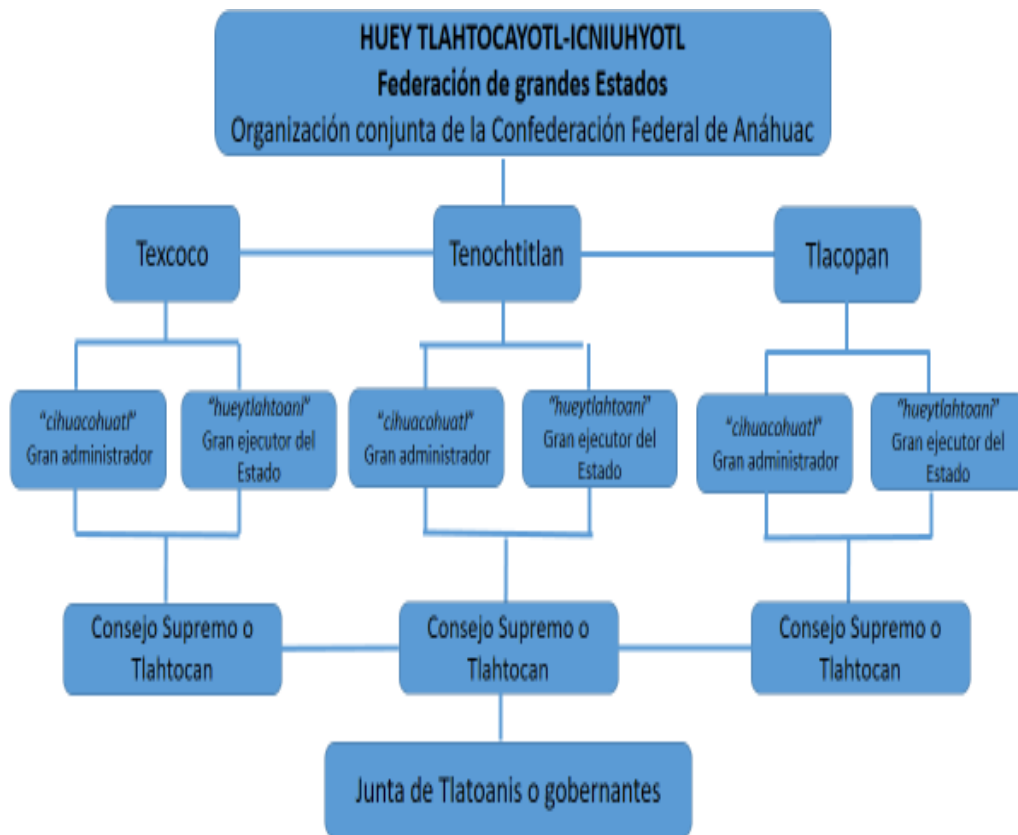 HUEY TLAHTOCAYOTL-ICNIUHYOTL
Federación de grandes Estados
Organización conjunta de la Confederación Federal de Anáhuac
Texcoco
Tenochtitlan
Tlacopan
"cihuacohuatl"
Gran administrador
"hueytlahtoani"
Gran ejecutor del
Estado
"cihuacohuatl"
Gran administrador
"hueytlahtoani"
Gran ejecutor del
Estado
"cihuacohuatl"
Gran administrador
"hueytlahtoani"
Gran ejecutor del
Estado
Consejo Supremo o
Tlahtocan
Consejo Supremo o
Tlahtocan
Consejo Supremo o
Tlahtocan
Junta de Tlatoanis o gobernantes